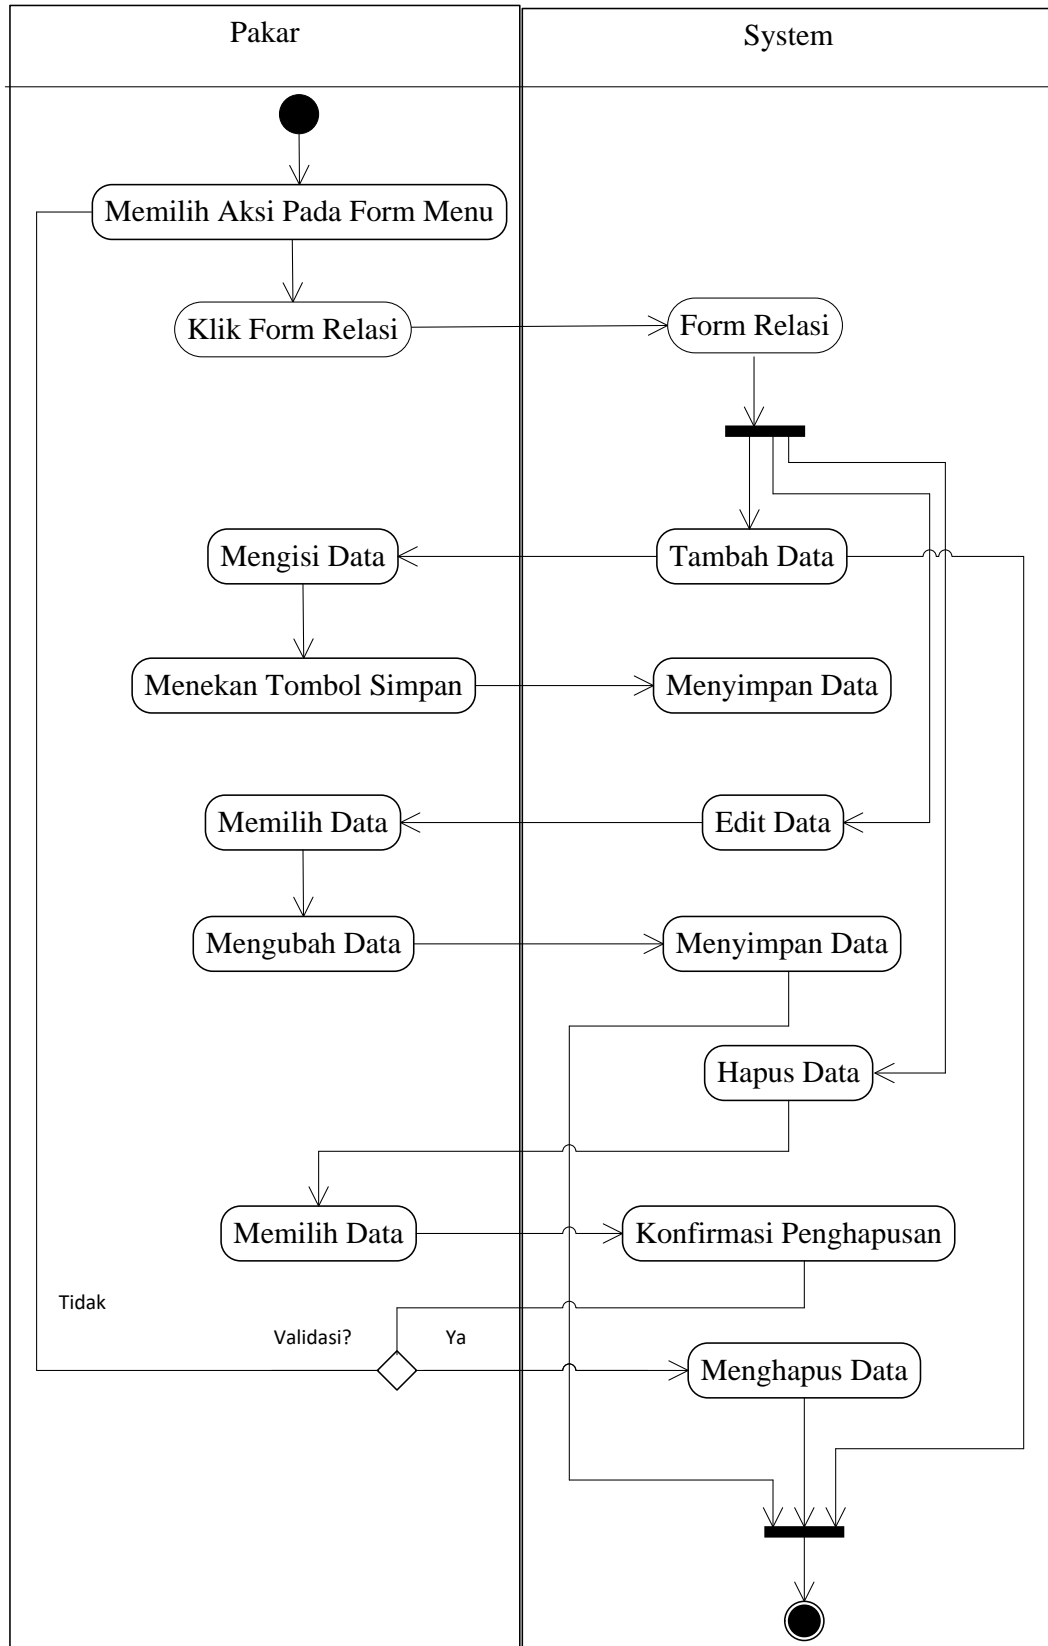 Pakar
System
Memilih Aksi Pada Form Menu
Klik Form Relasi
Form Relasi
Mengisi Data
Tambah Data
Menekan Tombol Simpan
Menyimpan Data
Memilih Data
Edit Data
Mengubah Data
Menyimpan Data
Hapus Data
Memilih Data
Konfirmasi Penghapusan
Tidak
Validasi?
Ya
Menghapus Data